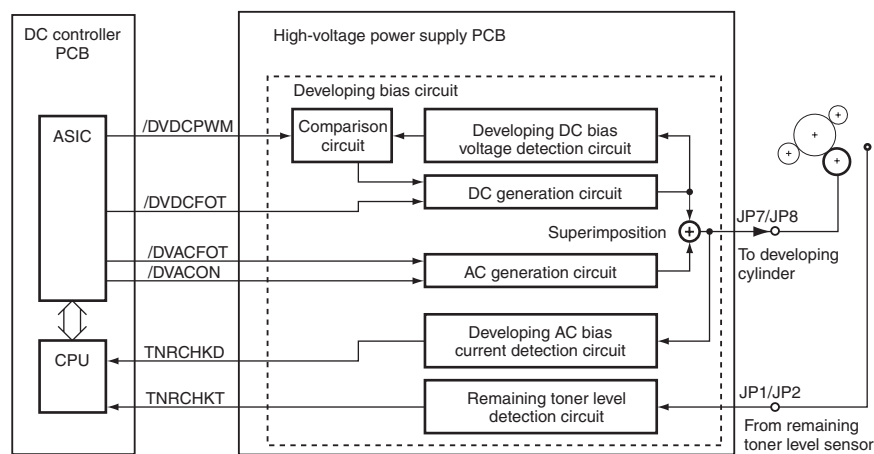 DC controller
PCB
High-voltage power supply PCB
Developing bias circuit
ASIC
/DVDCPWM
Comparison
circuit
Developing DC bias
voltage detection circuit
DC generation circuit
/DVDCFOT
JP7/JP8
Superimposition
To developing
cylinder
/DVACFOT
/DVACON
AC generation circuit
Developing AC bias
current detection circuit
CPU
TNRCHKD
TNRCHKT
Remaining toner level
detection circuit
JP1/JP2
From remaining
toner level sensor